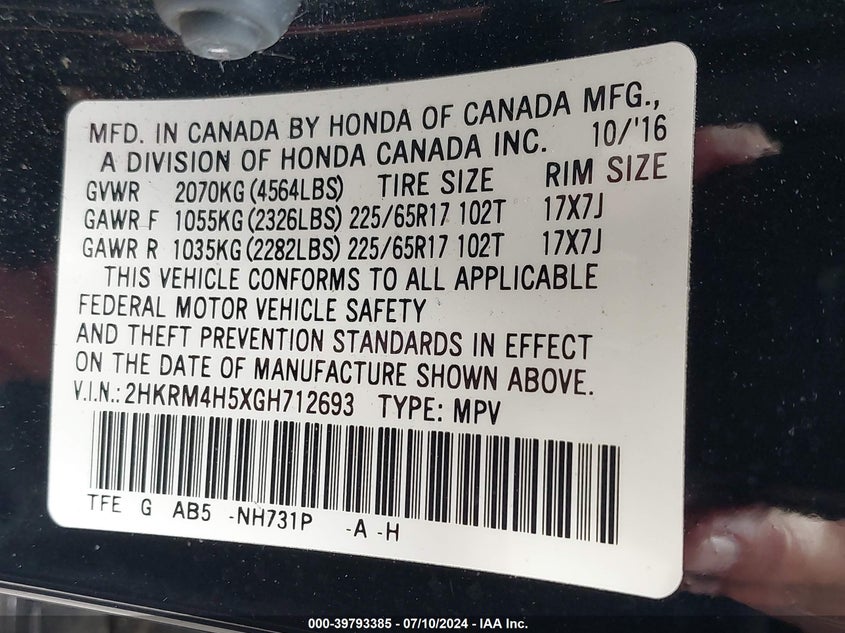 MFD. IN CANADA BY HONDA OF CANADA MFG.,
A DIVISION OF HONDA CANADA INC. 10/'16
GVWR 2070KG (4564LBS) TIRE SIZE RIM SIZE
GAWR F 1055KG (2326LBS) 225/65R17 102T 17X7J
GAWR R 1035KG (2282LBS) 225/65R17 102T 17X7J
THIS VEHICLE CONFORMS TO ALL APPLICABLE
FEDERAL MOTOR VEHICLE SAFETY
AND THEFT PREVENTION STANDARDS IN EFFECT
ON THE DATE OF MANUFACTURE SHOWN ABOVE.
V.I.N.: 2HKRM4H5XGH712693 TYPE: MPV
TFE G AB5 -NH731P -A -H
000-39793385 - 07/10/2024 - IAA Inc.